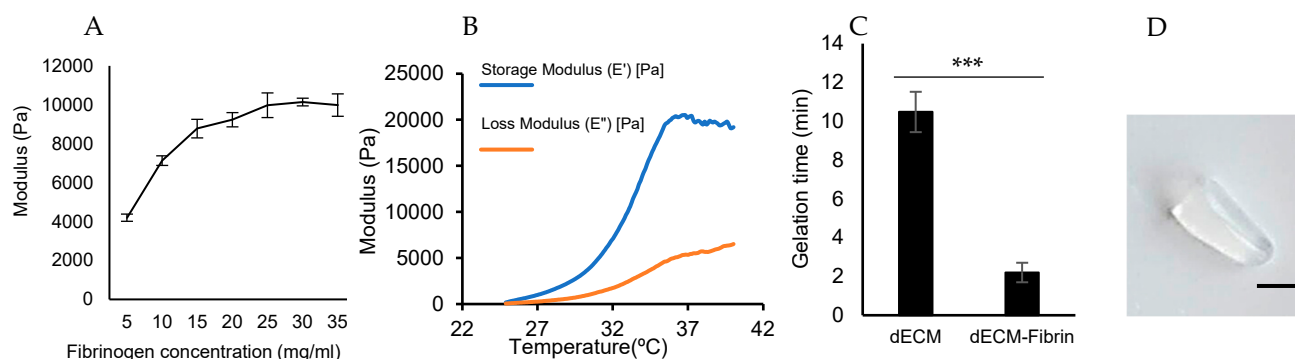 A
Modulus (Pa)
12000
10000
8000
6000
4000
2000
0
5 10 15 20 25 30 35
Fibrinogen concentration (mg/ml)
B
Modulus (Pa)
Storage Modulus (E') [Pa]
Loss Modulus (E") [Pa]
25000
20000
15000
10000
5000
0
22 27 32 37 42
Temperature(ºC)
C
Gelation time (min)
14
12
10
8
6
4
2
0
***
dECM dECM-Fibrin
D